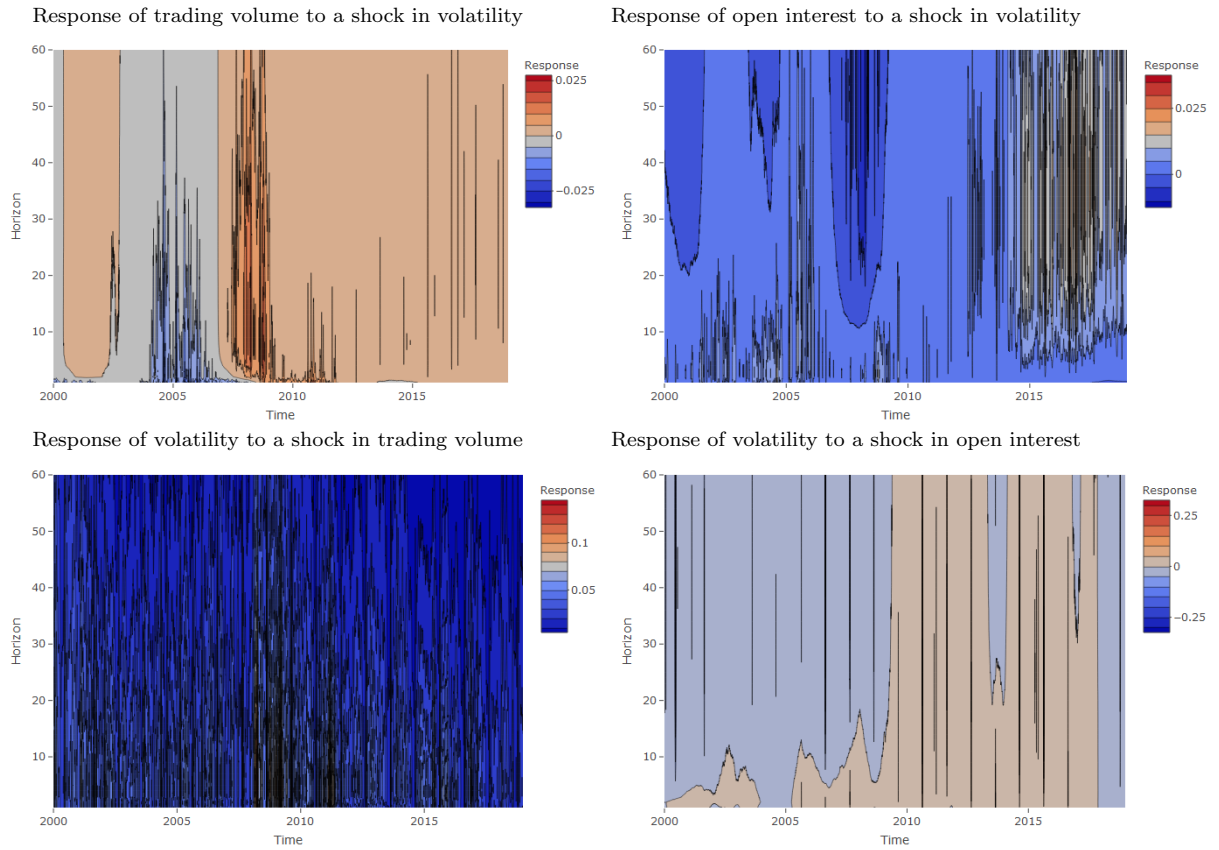 Response of trading volume to a shock in volatility
60
50
40
30
20
10
Horizon
2000 2005 2010 2015
Time
Response
0.025
0
−0.025
Response of open interest to a shock in volatility
60
50
40
30
20
10
Horizon
2000 2005 2010 2015
Time
Response
0.025
0
Response of volatility to a shock in trading volume
60
50
40
30
20
10
Horizon
2000 2005 2010 2015
Time
Response
0.1
0.05
Response of volatility to a shock in open interest
60
50
40
30
20
10
Horizon
2000 2005 2010 2015
Time
Response
0.25
0
−0.25